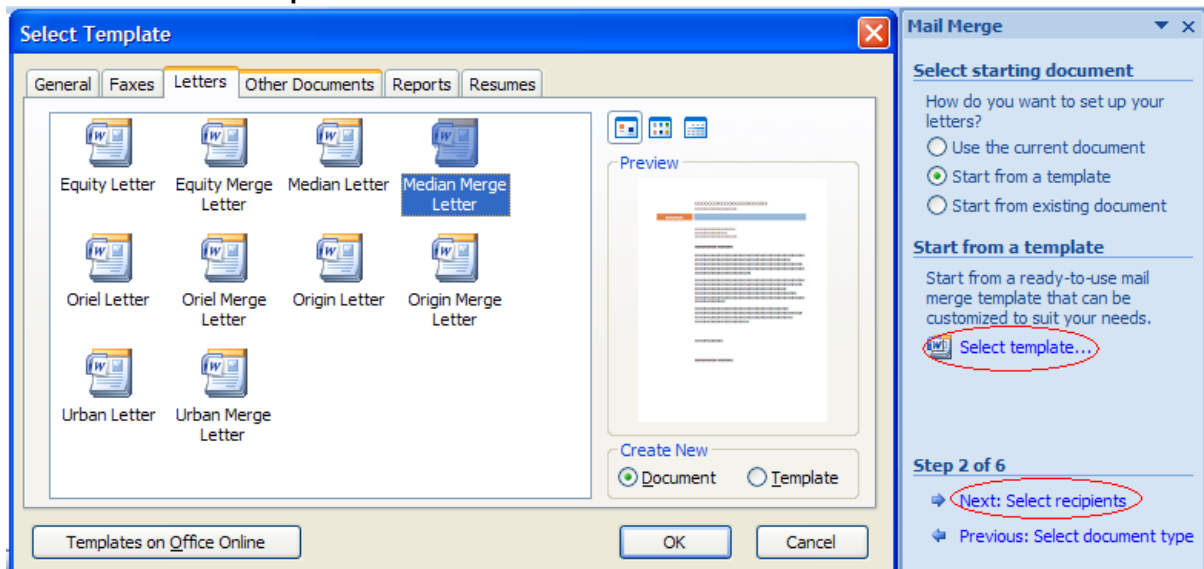 Select Template
General Faxes Letters Other Documents Reports Resumes
Equity Letter
Equity Merge
Letter
Median Letter
Median Merge
Letter
Oriel Letter
Oriel Merge
Letter
Origin Letter
Origin Merge
Letter
Urban Letter
Urban Merge
Letter
Preview
Create New
Document
Template
Templates on Office Online
OK
Cancel
Mail Merge
Select starting document
How do you want to set up your
letters?
Use the current document
Start from a template
Start from existing document
Start from a template
Start from a ready-to-use mail
merge template that can be
customized to suit your needs.
Select template...
Step 2 of 6
Next: Select recipients
Previous: Select document type